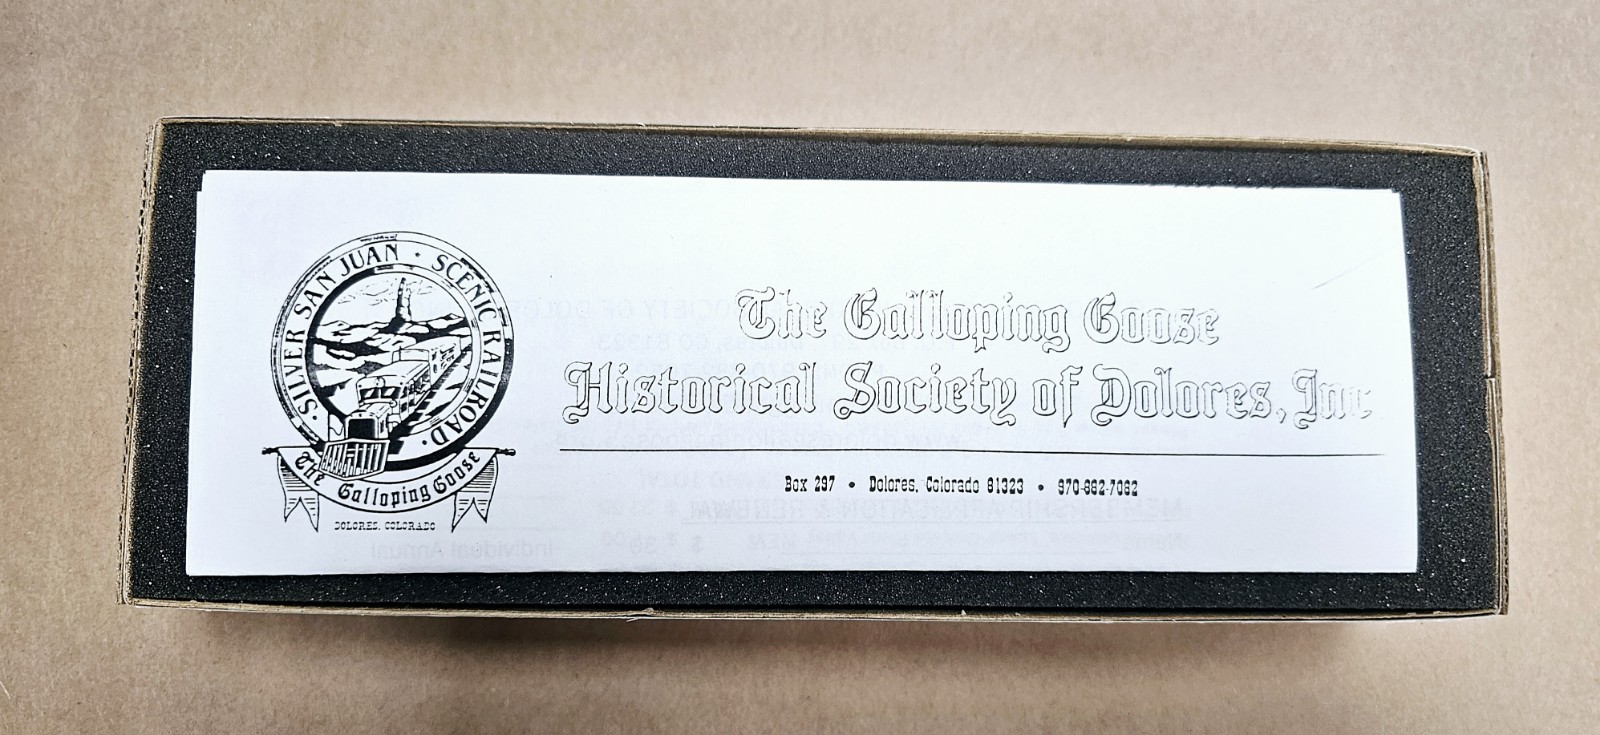 SILVER SAN JUAN · SCENIC RAILROAD ·
The Galloping Goose
DOLORES, COLORADO
The Galloping Goose
Historical Society of Dolores, Inc
Box 297 • Dolores, Colorado 81323 • 970-882-7082